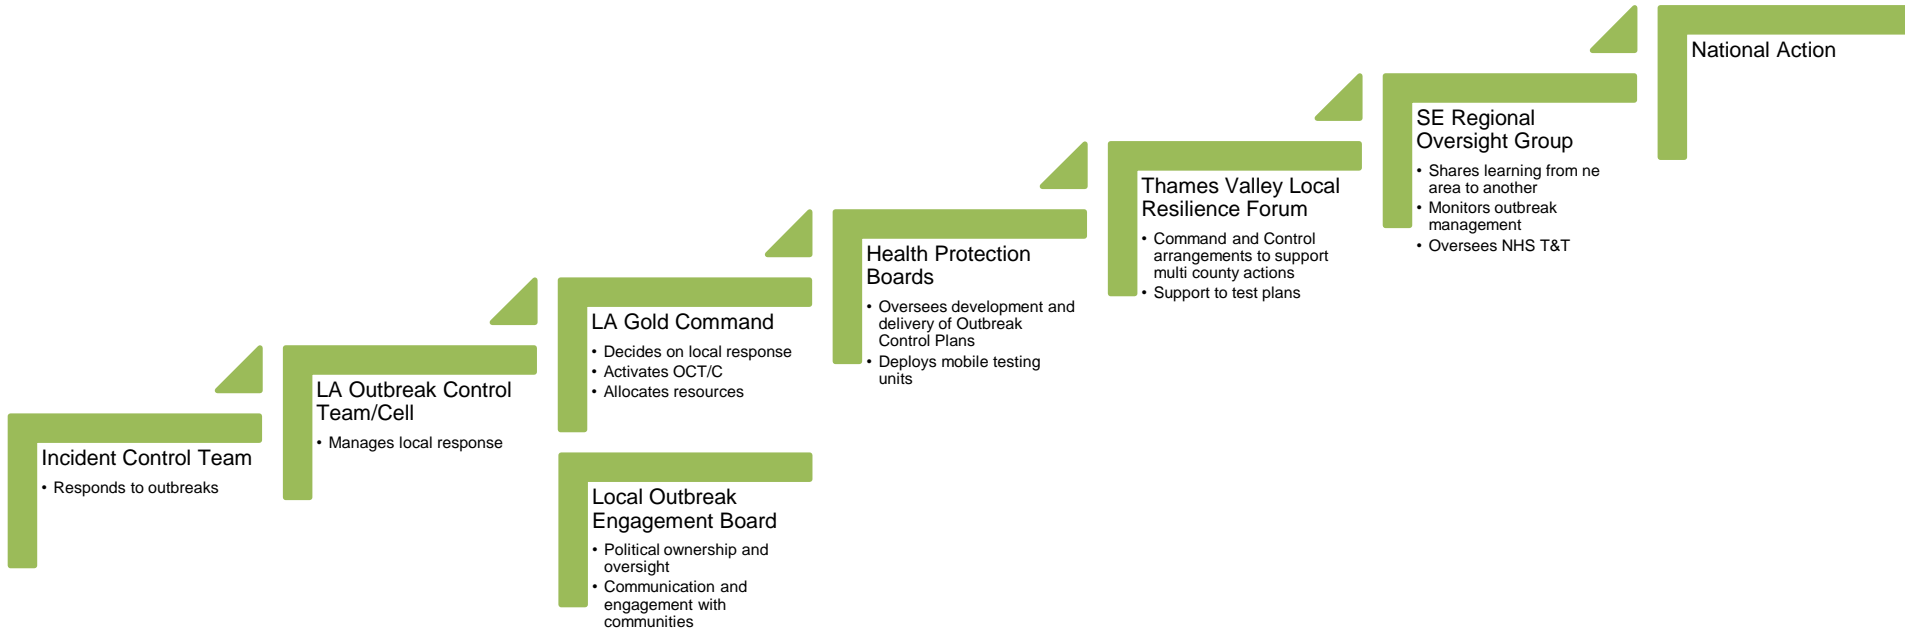 Incident Control Team
• Responds to outbreaks
LA Outbreak Control
Team/Cell
• Manages local response
LA Gold Command
• Decides on local response
• Activates OCT/C
• Allocates resources
Local Outbreak
Engagement Board
• Political ownership and
oversight
• Communication and
engagement with
communities
Health Protection
Boards
• Oversees development and
delivery of Outbreak
Control Plans
• Deploys mobile testing
units
Thames Valley Local
Resilience Forum
• Command and Control
arrangements to support
multi county actions
• Support to test plans
SE Regional
Oversight Group
• Shares learning from ne
area to another
• Monitors outbreak
management
• Oversees NHS T&T
National Action